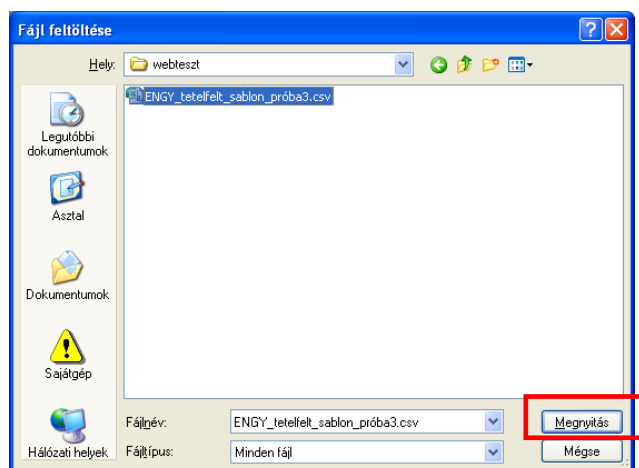 Fájl feltöltése
Hely:
webteszt
ENGY_tetelfelt_sablon_próba3.csv
Legutóbbi
dokumentumok
Asztal
Dokumentumok
Sajátgép
Hálózati helyek
Fájlnév:
ENGY_tetelfelt_sablon_próba3.csv
Megnyitás
Fájltípus:
Minden fájl
Mégse